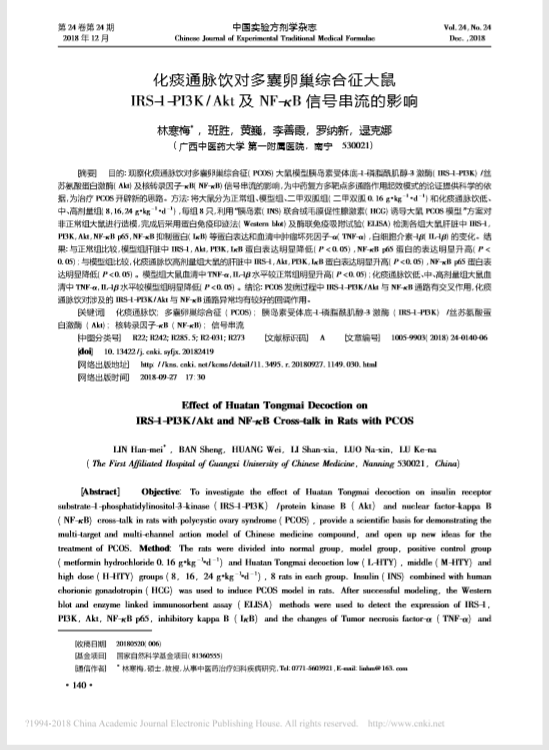 第 24 卷第 24 期
2018 年 12 月
中国实验方剂学杂志
Chinese Journal of Experimental Traditional Medical Formulae
Vol. 24, No. 24
Dec. ,2018
化痰通脉饮对多囊卵巢综合征大鼠
IRS-1-PI3K/Akt 及 NF-κB 信号串流的影响
林寒梅*, 班胜, 黄巍, 李善霞, 罗纳新, 逯克娜
( 广西中医药大学 第一附属医院, 南宁 530021)
[摘要] 目的: 观察化痰通脉饮对多囊卵巢综合征( PCOS) 大鼠模型胰岛素受体底-1-磷脂酰肌醇-3 激酶( IRS-1-PI3K) /丝
苏氨酸蛋白激酶( Akt) 及核转录因子-κB( NF-κB) 信号串流的影响, 为中药复方多靶点多通路作用起效模式的论证提供科学的依
据, 为治疗 PCOS 开辟新的思路。方法: 将大鼠分为正常组、模型组、二甲双胍组( 二甲双胍 0. 16 g•kg⁻¹•d⁻¹) 和化痰通脉饮低、
中、高剂量组( 8, 16, 24 g•kg⁻¹•d⁻¹) , 每组 8 只, 利用“胰岛素( INS) 联合绒毛膜促性腺激素( HCG) 诱导大鼠 PCOS 模型”方案对
非正常组大鼠进行造模, 完成后采用蛋白免疫印迹法( Western blot) 及酶联免疫吸附试验( ELISA) 检测各组大鼠肝脏中 IRS-1,
PI3K, Akt, NF-κB p65, NF-κB 抑制蛋白( IκB) 等蛋白表达和血清中肿瘤坏死因子-α( TNF-α) , 白细胞介素-1β( IL-1β) 的变化。结
果: 与正常组比较, 模型组肝脏中 IRS-1, Akt, PI3K, IκB 蛋白表达明显降低( P < 0. 05) , NF-κB p65 蛋白的表达明显升高( P <
0. 05) ; 与模型组比较, 化痰通脉饮高剂量组大鼠的肝脏中 IRS-1, Akt, PI3K, IκB 蛋白表达明显升高( P < 0. 05) , NF-κB p65 蛋白表
达明显降低( P < 0. 05) 。模型组大鼠血清中 TNF-α, IL-1β 水平较正常组明显升高( P < 0. 05) ; 化痰通脉饮低、中、高剂量组大鼠血
清中 TNF-α, IL-1β 水平较模型组明显降低( P < 0. 05) 。结论: PCOS 发病过程中 IRS-1-PI3K/Akt 与 NF-κB 通路有交叉作用, 化痰
通脉饮对涉及的 IRS-1-PI3K/Akt 与 NF-κB 通路异常均有较好的回调作用。
[关键词] 化痰通脉饮; 多囊卵巢综合征( PCOS) ; 胰岛素受体底-1-磷脂酰肌醇-3 激酶( IRS-1-PI3K) /丝苏氨酸蛋
白激酶( Akt) ; 核转录因子-κB( NF-κB) ; 信号串流
[中图分类号] R22; R242; R285. 5; R2-031; R273 [文献标识码] A [文章编号] 1005-9903( 2018) 24-0140-06
[doi] 10. 13422/j. cnki. syfjx. 20182419
[网络出版地址] http: //kns. cnki. net/kcms/detail/11. 3495. r. 20180927. 1149. 030. html
[网络出版时间] 2018-09-27 17: 30
Effect of Huatan Tongmai Decoction on
IRS-1-PI3K/Akt and NF-κB Cross-talk in Rats with PCOS
LIN Han-mei* , BAN Sheng, HUANG Wei, LI Shan-xia, LUO Na-xin, LU Ke-na
( The First Affiliated Hospital of Guangxi University of Chinese Medicine, Nanning 530021, China)
[Abstract] Objective: To investigate the effect of Huatan Tongmai decoction on insulin receptor
substrate-1-phosphatidylinositol-3-kinase ( IRS-1-PI3K) /protein kinase B ( Akt) and nuclear factor-kappa B
( NF-κB) cross-talk in rats with polycystic ovary syndrome ( PCOS) , provide a scientific basis for demonstrating the
multi-target and multi-channel action model of Chinese medicine compound, and open up new ideas for the
treatment of PCOS. Method: The rats were divided into normal group, model group, positive control group
( metformin hydrochloride 0. 16 g•kg⁻¹•d⁻¹) and Huatan Tongmai decoction low ( L-HTY) , middle ( M-HTY) and
high dose ( H-HTY) groups ( 8, 16, 24 g•kg⁻¹•d⁻¹) , 8 rats in each group. Insulin ( INS) combined with human
chorionic gonadotropin ( HCG) was used to induce PCOS model in rats. After successful modeling, the Western
blot and enzyme linked immunosorbent assay ( ELISA) methods were used to detect the expression of IRS-1,
PI3K, Akt, NF-κB p65, inhibitory kappa B ( IκB) and the changes of Tumor necrosis factor-α ( TNF-α) and
[收稿日期] 20180520( 006)
[基金项目] 国家自然科学基金项目( 81360555)
[通信作者] * 林寒梅, 硕士, 教授, 从事中医药治疗妇科疾病研究, Tel: 0771-5603921, E-mail: linhm@ 163. com
• 140 •
?1994-2018 China Academic Journal Electronic Publishing House. All rights reserved. http://www.cnki.net